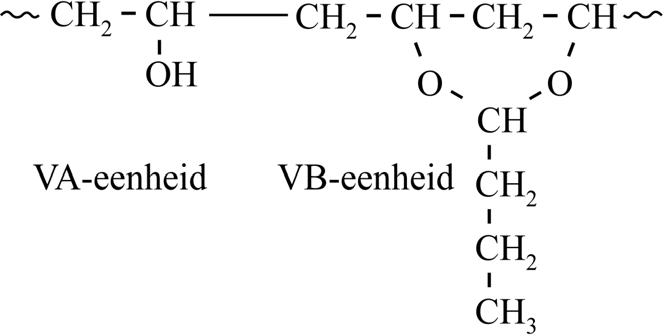 CH₂ CH CH₂ CH CH₂ CH
OH O O
CH
VA-eenheid VB-eenheid CH₂
CH₂
CH₃